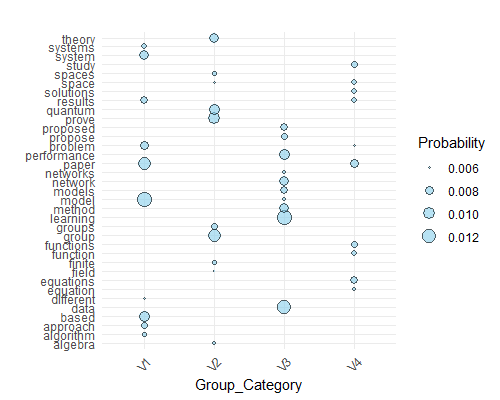 theory
systems
system
study
spaces
space
solutions
results
quantum
prove
proposed
propose
problem
performance
paper
networks
network
models
model
method
learning
groups
group
functions
function
finite
field
equations
equation
different
data
based
approach
algorithm
algebra
V1 V2 V3 V4
Group_Category
Probability
0.006
0.008
0.010
0.012